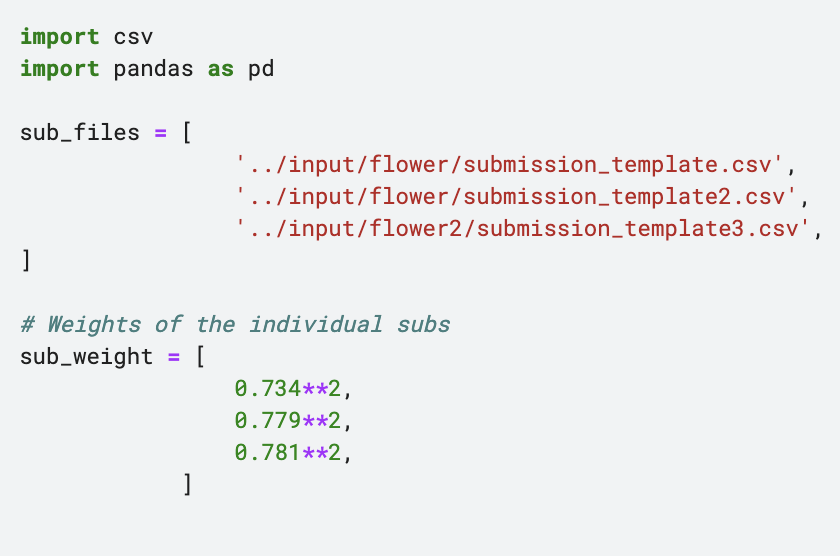 import csv
import pandas as pd
sub_files = [
'../input/flower/submission_template.csv',
'../input/flower/submission_template2.csv',
'../input/flower2/submission_template3.csv',
]
# Weights of the individual subs
sub_weight = [
0.734**2,
0.779**2,
0.781**2,
]